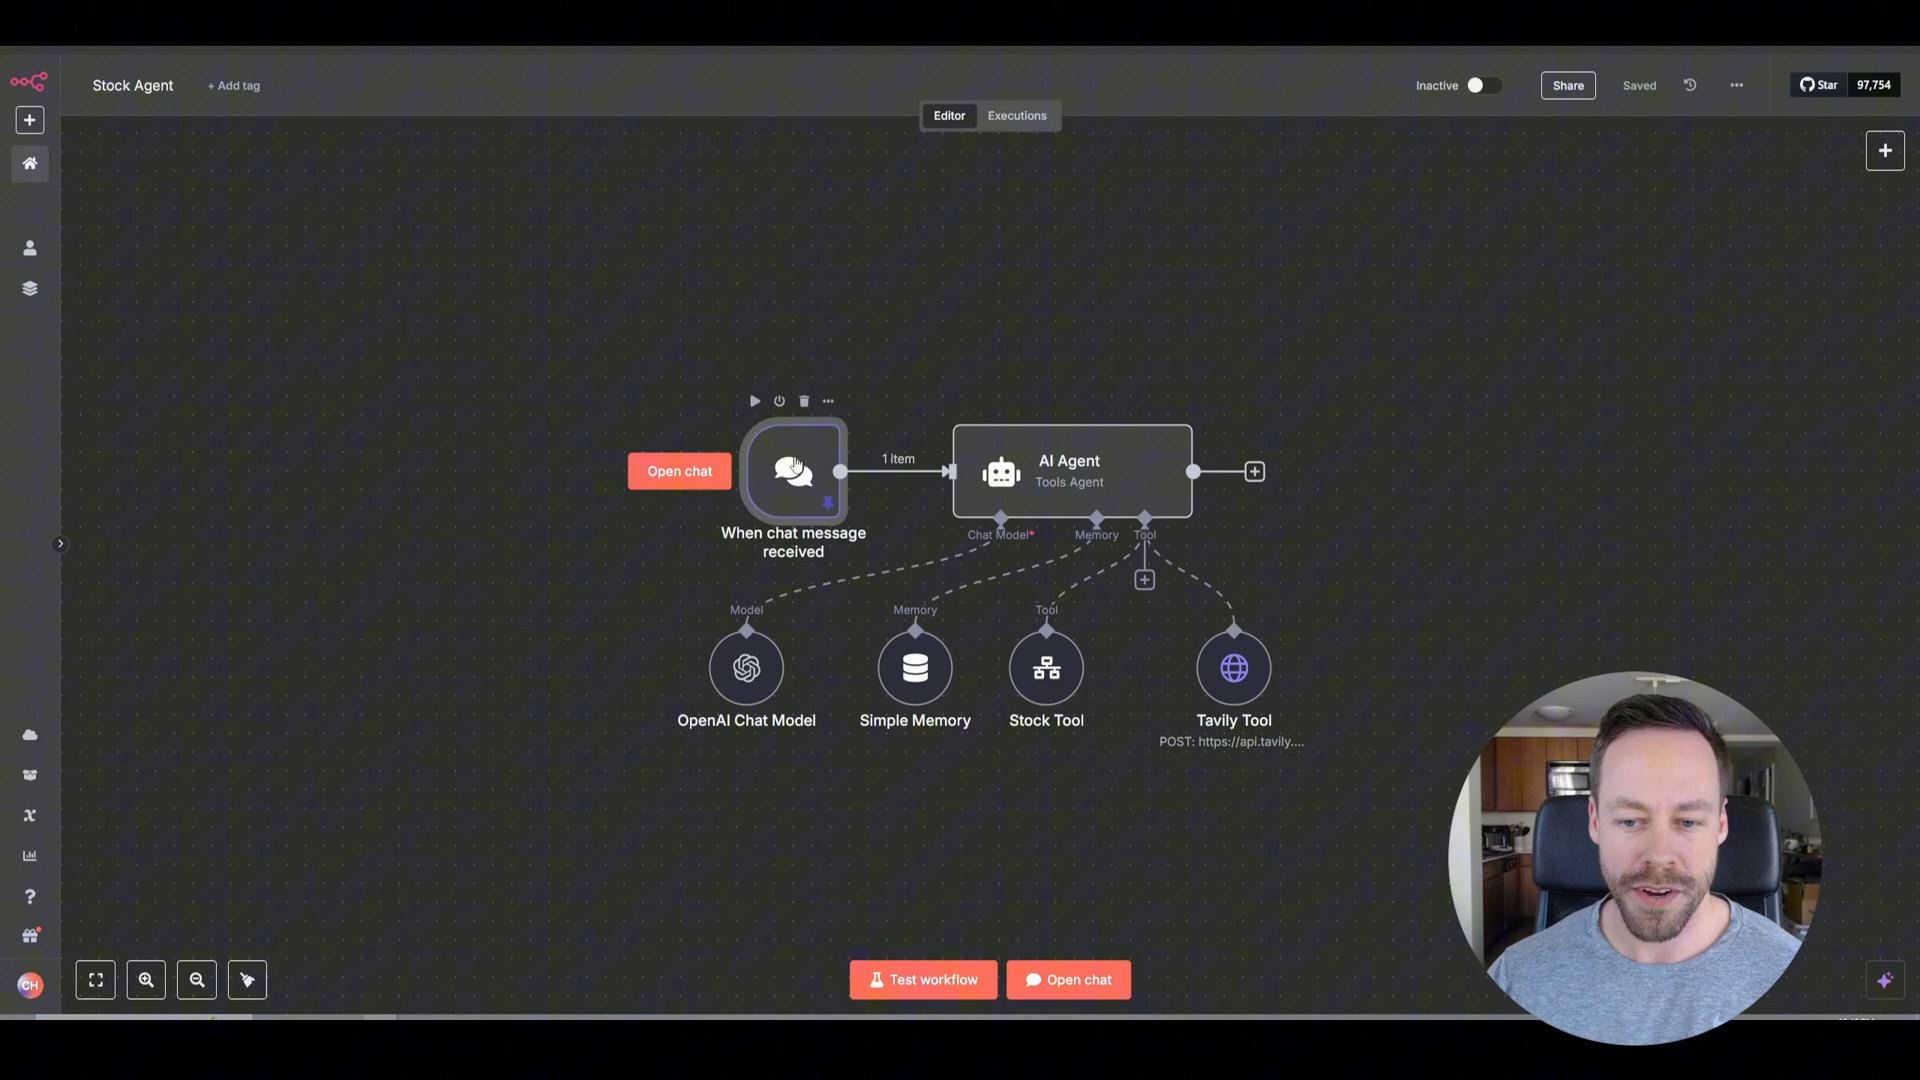 Stock Agent
+ Add tag
Inactive
Share
Saved
Star
97,754
Editor
Executions
Open chat
1 item
AI Agent
Tools Agent
When chat message
received
Chat Model*
Memory
Tool
Model
Memory
Tool
OpenAI Chat Model
Simple Memory
Stock Tool
Tavily Tool
POST: https://api.tavily....
CH
Test workflow
Open chat